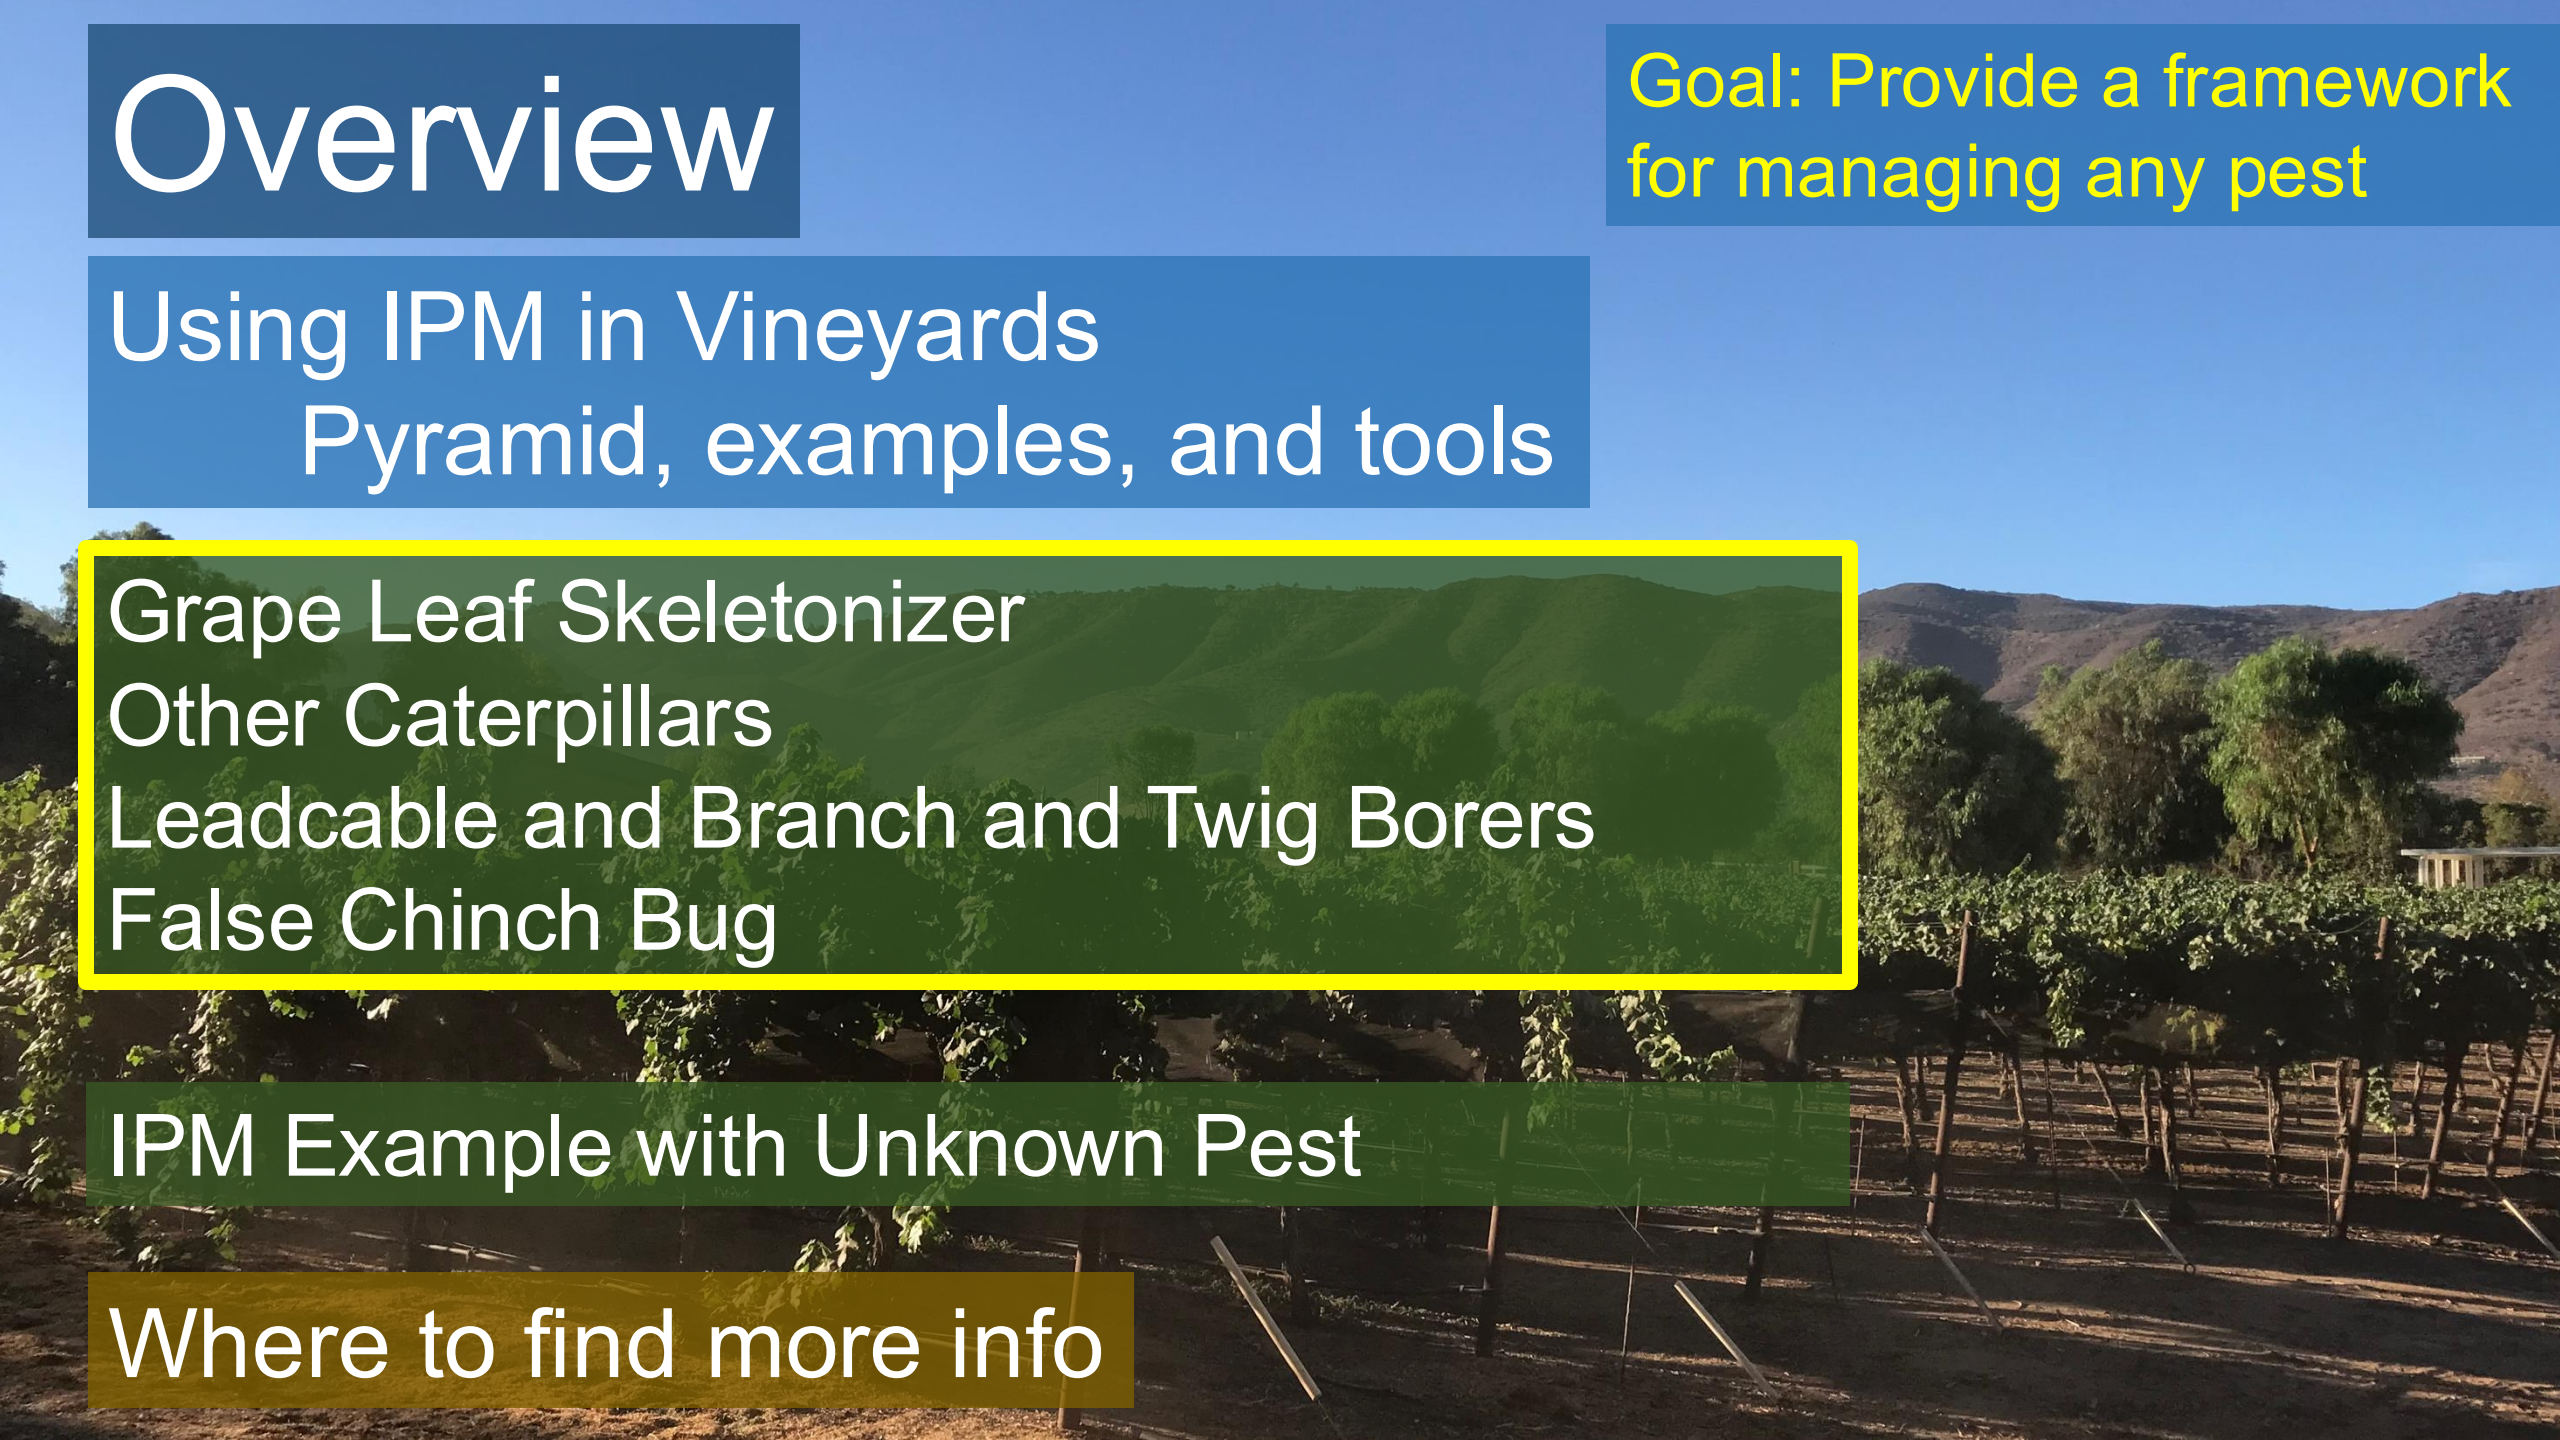 Overview
Goal: Provide a framework
for managing any pest
Using IPM in Vineyards
Pyramid, examples, and tools
Grape Leaf Skeletonizer
Other Caterpillars
Leadcable and Branch and Twig Borers
False Chinch Bug
IPM Example with Unknown Pest
Where to find more info